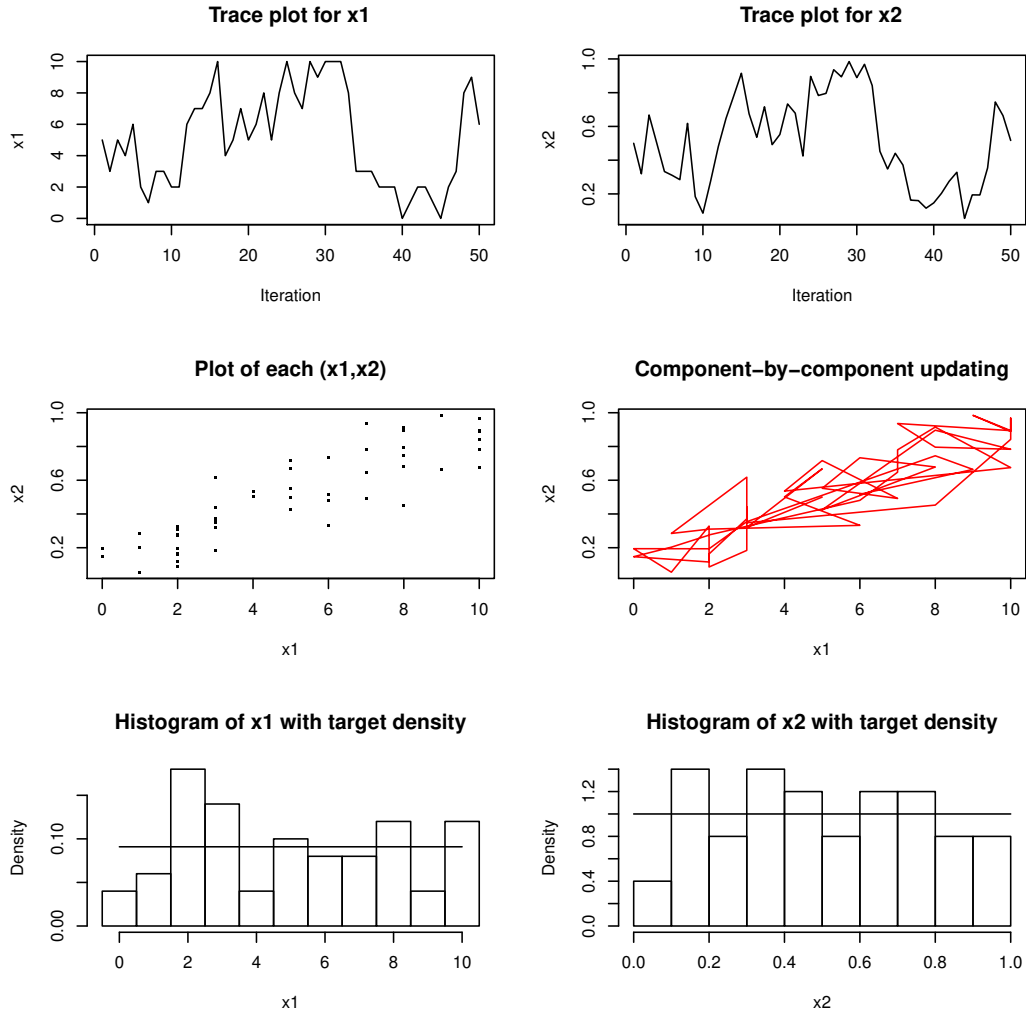 Trace plot for x1
x1
0 2 4 6 8 10
0 10 20 30 40 50
Iteration
Trace plot for x2
x2
0.2 0.6 1.0
0 10 20 30 40 50
Iteration
Plot of each (x1,x2)
x2
0.2 0.6 1.0
0 2 4 6 8 10
x1
Component−by−component updating
x2
0.2 0.6 1.0
0 2 4 6 8 10
x1
Histogram of x1 with target density
Density
0.00 0.10
0 2 4 6 8 10
x1
Histogram of x2 with target density
Density
0.0 0.4 0.8 1.2
0.0 0.2 0.4 0.6 0.8 1.0
x2